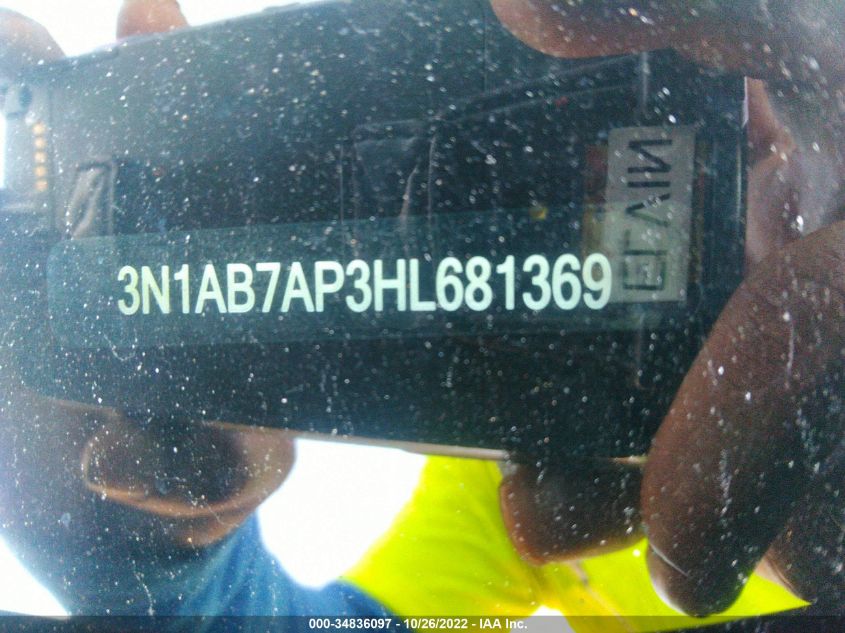 3N1AB7AP3HL681369
VIN
000-34836097 - 10/26/2022 - IAA Inc.